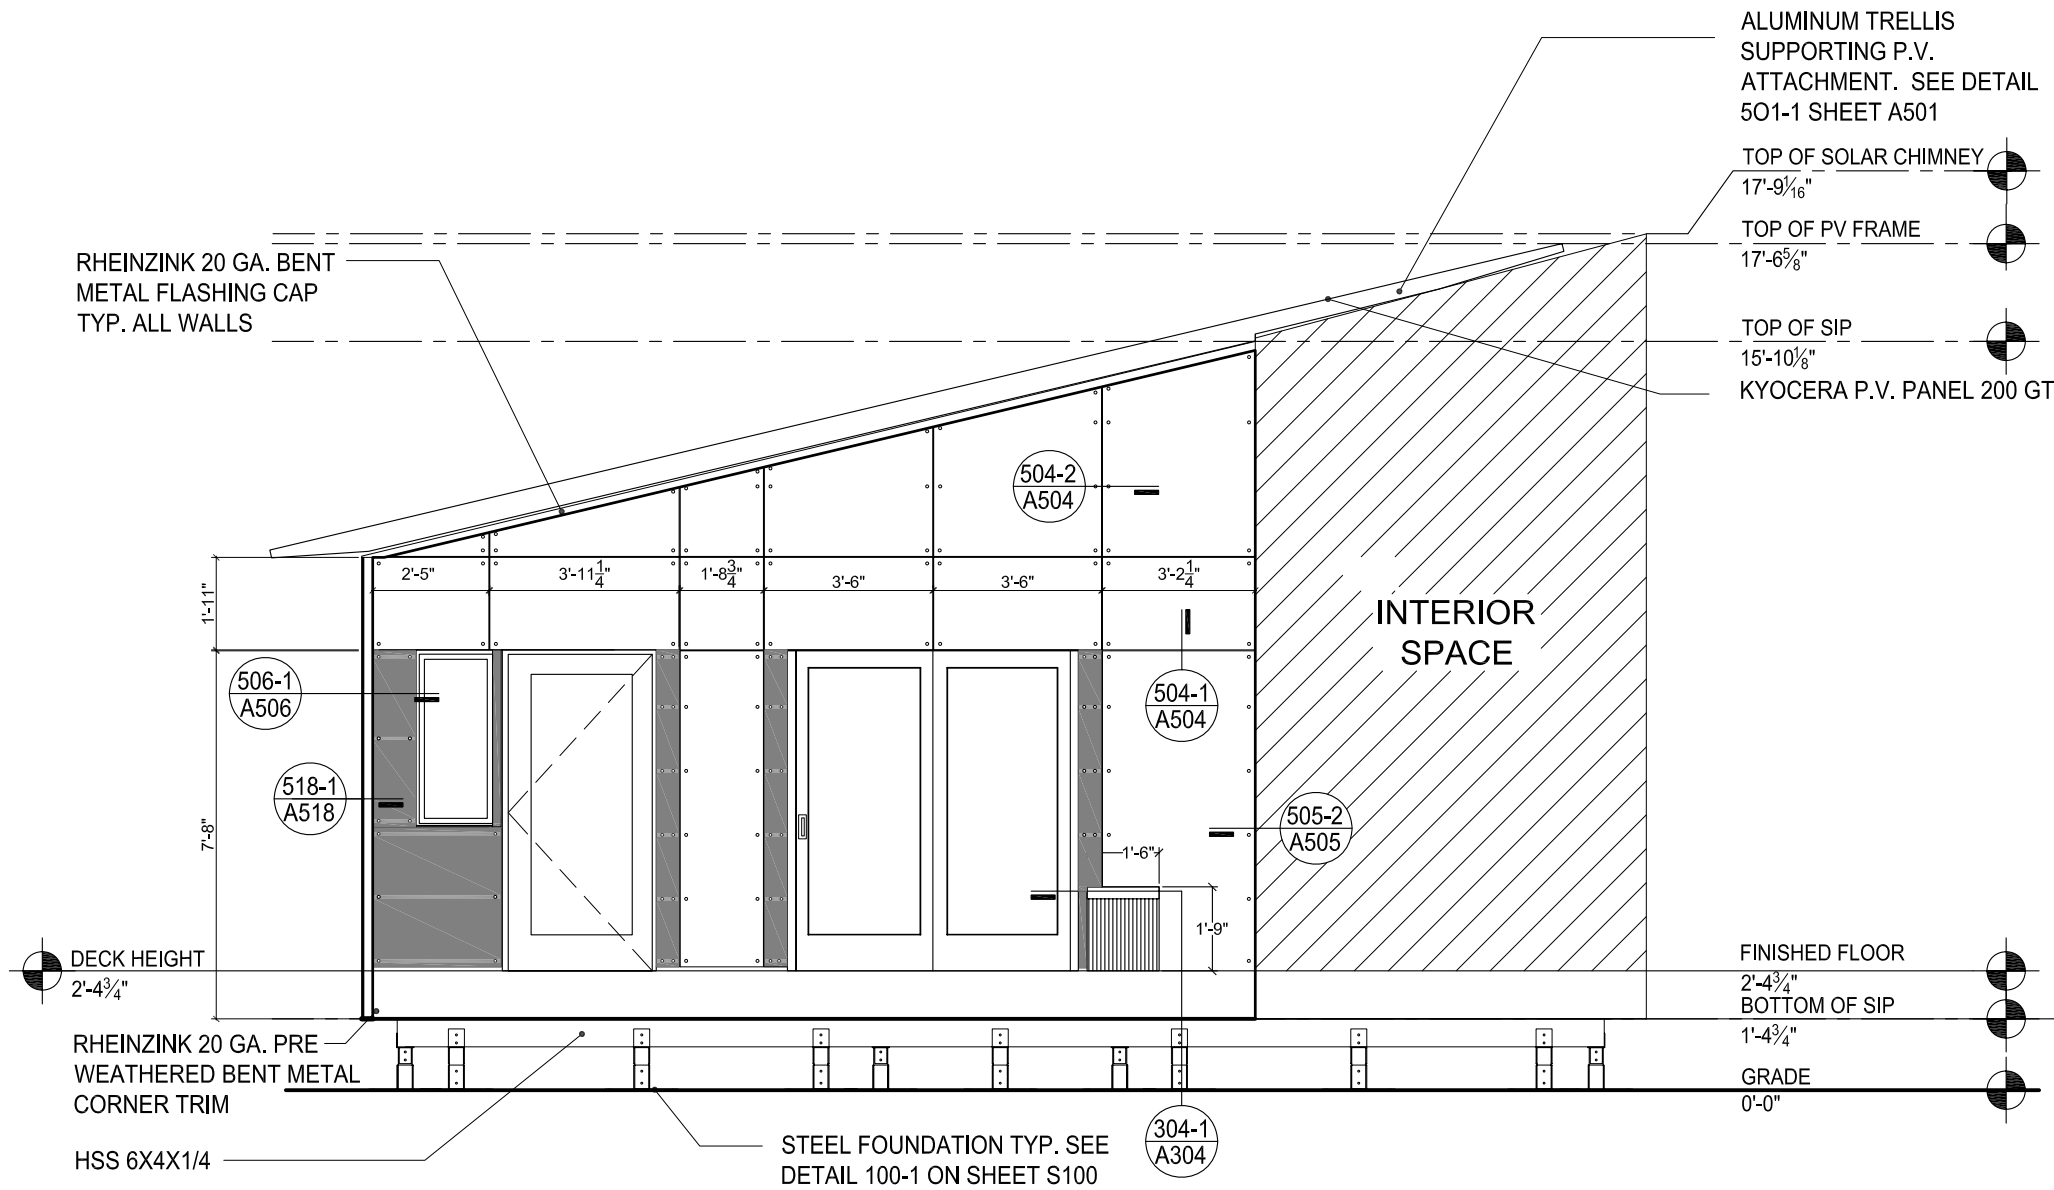 ALUMINUM TRELLIS
SUPPORTING P.V.
ATTACHMENT. SEE DETAIL
5O1-1 SHEET A501
TOP OF SOLAR CHIMNEY
17'-9 1/16"
TOP OF PV FRAME
17'-6 5/8"
RHEINZINK 20 GA. BENT
METAL FLASHING CAP
TYP. ALL WALLS
TOP OF SIP
15'-10 1/8"
KYOCERA P.V. PANEL 200 GT
504-2
A504
1'-11"
2'-5"
3'-11 1/4"
1'-8 3/4"
3'-6"
3'-6"
3'-2 1/4"
INTERIOR
SPACE
506-1
A506
504-1
A504
518-1
A518
505-2
A505
7'-8"
1'-6"
1'-9"
DECK HEIGHT
2'-4 3/4"
FINISHED FLOOR
2'-4 3/4"
BOTTOM OF SIP
1'-4 3/4"
RHEINZINK 20 GA. PRE
WEATHERED BENT METAL
CORNER TRIM
GRADE
0'-0"
HSS 6X4X1/4
STEEL FOUNDATION TYP. SEE
DETAIL 100-1 ON SHEET S100
304-1
A304